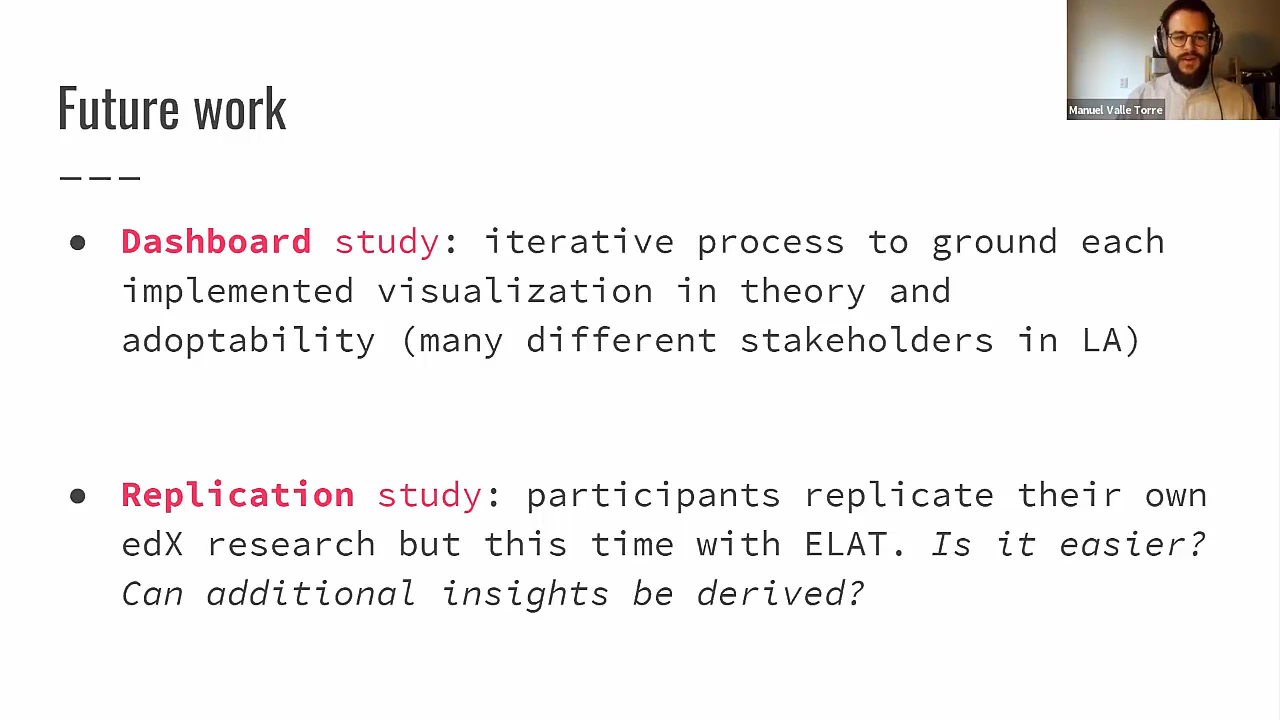 Future work
Manuel Valle Torre
● Dashboard study: iterative process to ground each
implemented visualization in theory and
adoptability (many different stakeholders in LA)
● Replication study: participants replicate their own
edX research but this time with ELAT. Is it easier?
Can additional insights be derived?